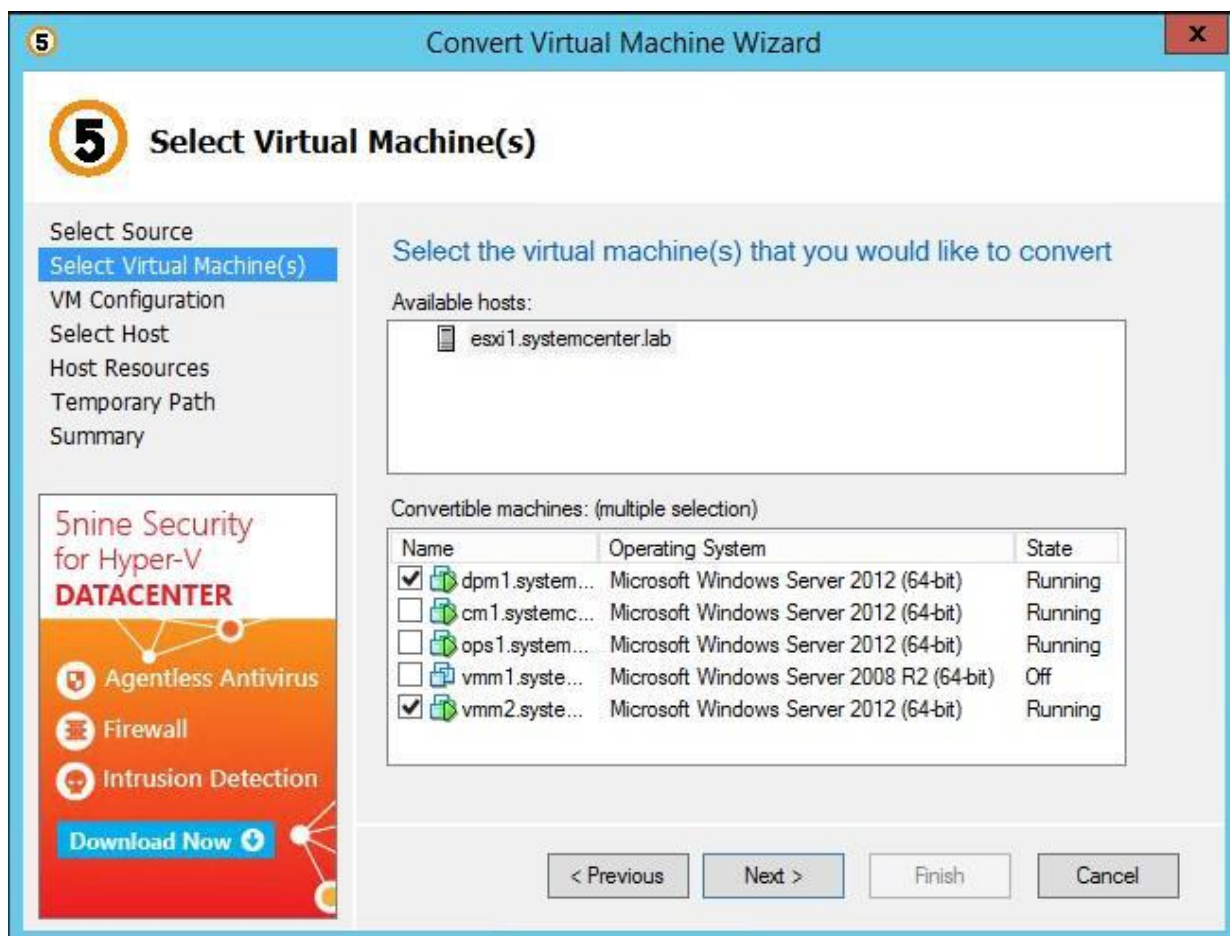 5 Convert Virtual Machine Wizard x
5 Select Virtual Machine(s)
Select Source
Select Virtual Machine(s)
VM Configuration
Select Host
Host Resources
Temporary Path
Summary
5nine Security
for Hyper-V
DATACENTER
Agentless Antivirus
Firewall
Intrusion Detection
Download Now
Select the virtual machine(s) that you would like to convert
Available hosts:
esxi1.systemcenter.lab
Convertible machines: (multiple selection)
Name Operating System State
dpm1.system... Microsoft Windows Server 2012 (64-bit) Running
cm1.systemc... Microsoft Windows Server 2012 (64-bit) Running
ops1.system... Microsoft Windows Server 2012 (64-bit) Running
vmm1.syste... Microsoft Windows Server 2008 R2 (64-bit) Off
vmm2.syste... Microsoft Windows Server 2012 (64-bit) Running
< Previous Next > Finish Cancel